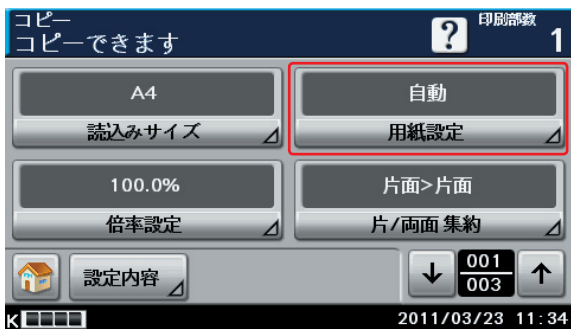 コピー
コピーできます
? 印刷部数 1
A4
読込みサイズ
自動
用紙設定
100.0%
倍率設定
片面>片面
片/両面 集約
設定内容
↓ 001 ↑
003
K 2011/03/23 11:34